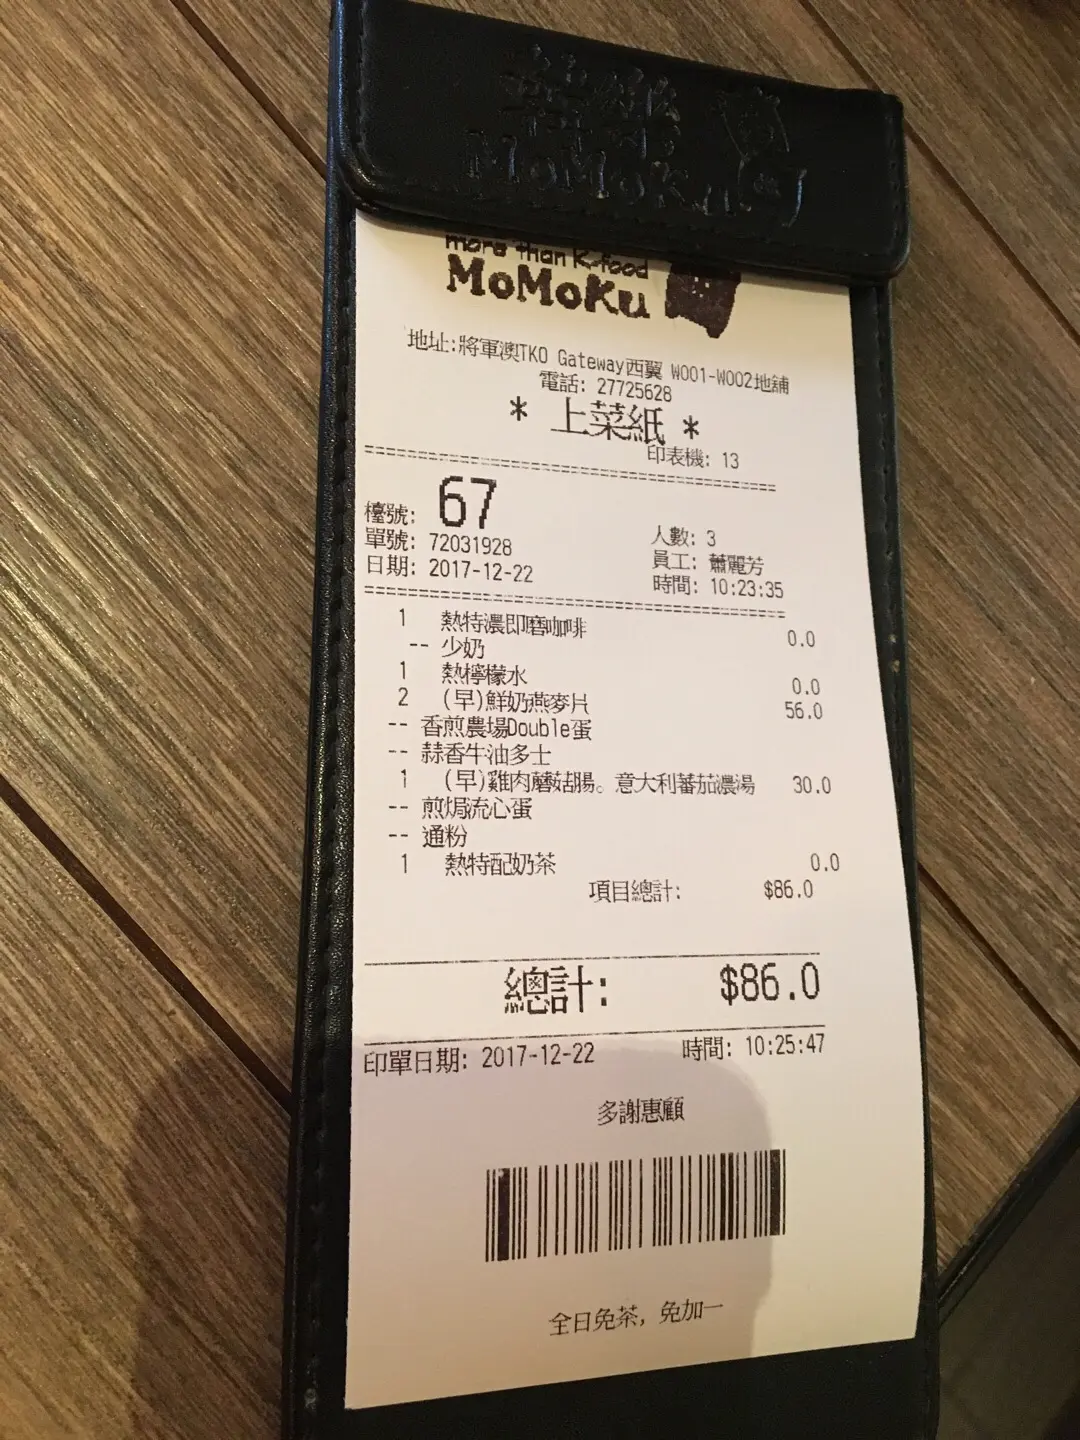 MoMoKu
more than K-food
MoMoKu
地址:將軍澳TKO Gateway西翼 W001-W002地舖
電話: 27725628
* 上菜紙 *
印表機: 13
檯號: 67
人數: 3
單號: 72031928
員工: 蕭麗芳
日期: 2017-12-22
時間: 10:23:35
1 熱特濃即磨咖啡 0.0
-- 少奶
1 熱檸檬水 0.0
2 (早)鮮奶燕麥片 56.0
-- 香煎農場Double蛋
-- 蒜香牛油多士
1 (早)雞肉蘑菇腸。意大利蕃茄濃湯 30.0
-- 煎焗流心蛋
-- 通粉
1 熱特配奶茶 0.0
項目總計: $86.0
總計: $86.0
印單日期: 2017-12-22 時間: 10:25:47
多謝惠顧
全日免茶, 免加一